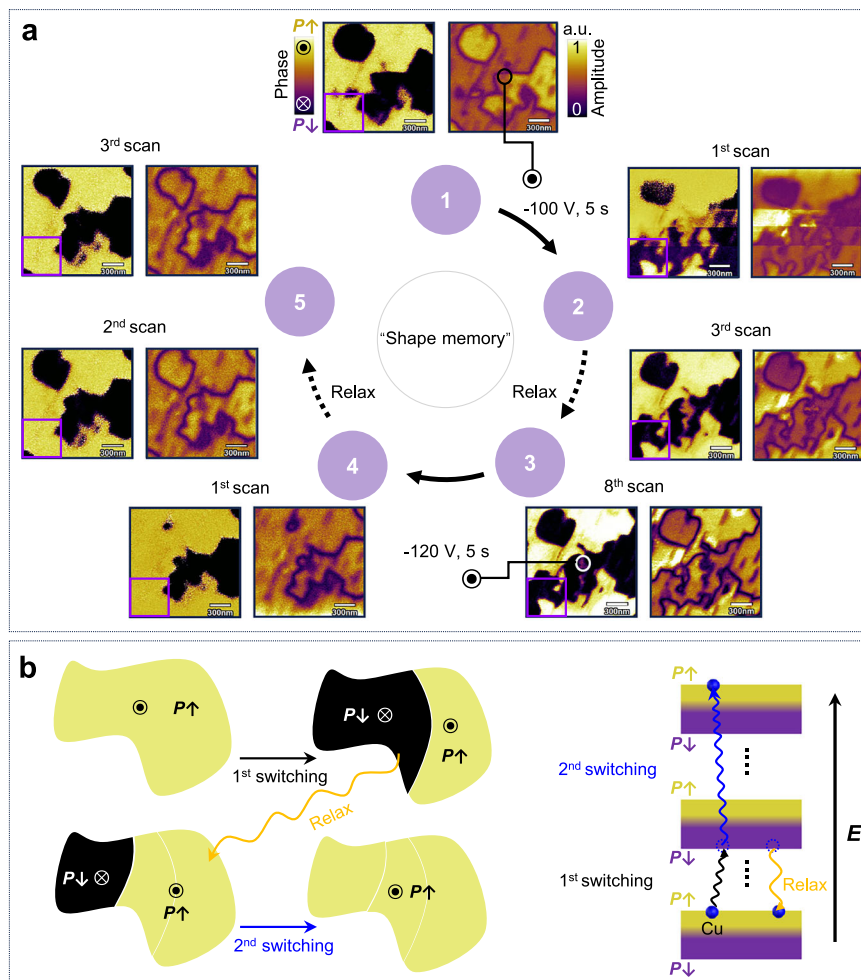 a
P↑
Phase
P↓
300nm
300nm
a.u.
1
0
Amplitude
3rd scan
300nm
300nm
1
-100 V, 5 s
1st scan
300nm
300nm
5
"Shape memory"
2
2nd scan
300nm
300nm
Relax
Relax
3rd scan
300nm
300nm
4
3
1st scan
300nm
300nm
-120 V, 5 s
8th scan
300nm
300nm
b
P↑
1st switching
P↓
P↑
Relax
P↓
P↑
2nd switching
P↑
P↑
P↓
2nd switching
P↑
P↓
1st switching
Relax
P↑
Cu
P↓
E